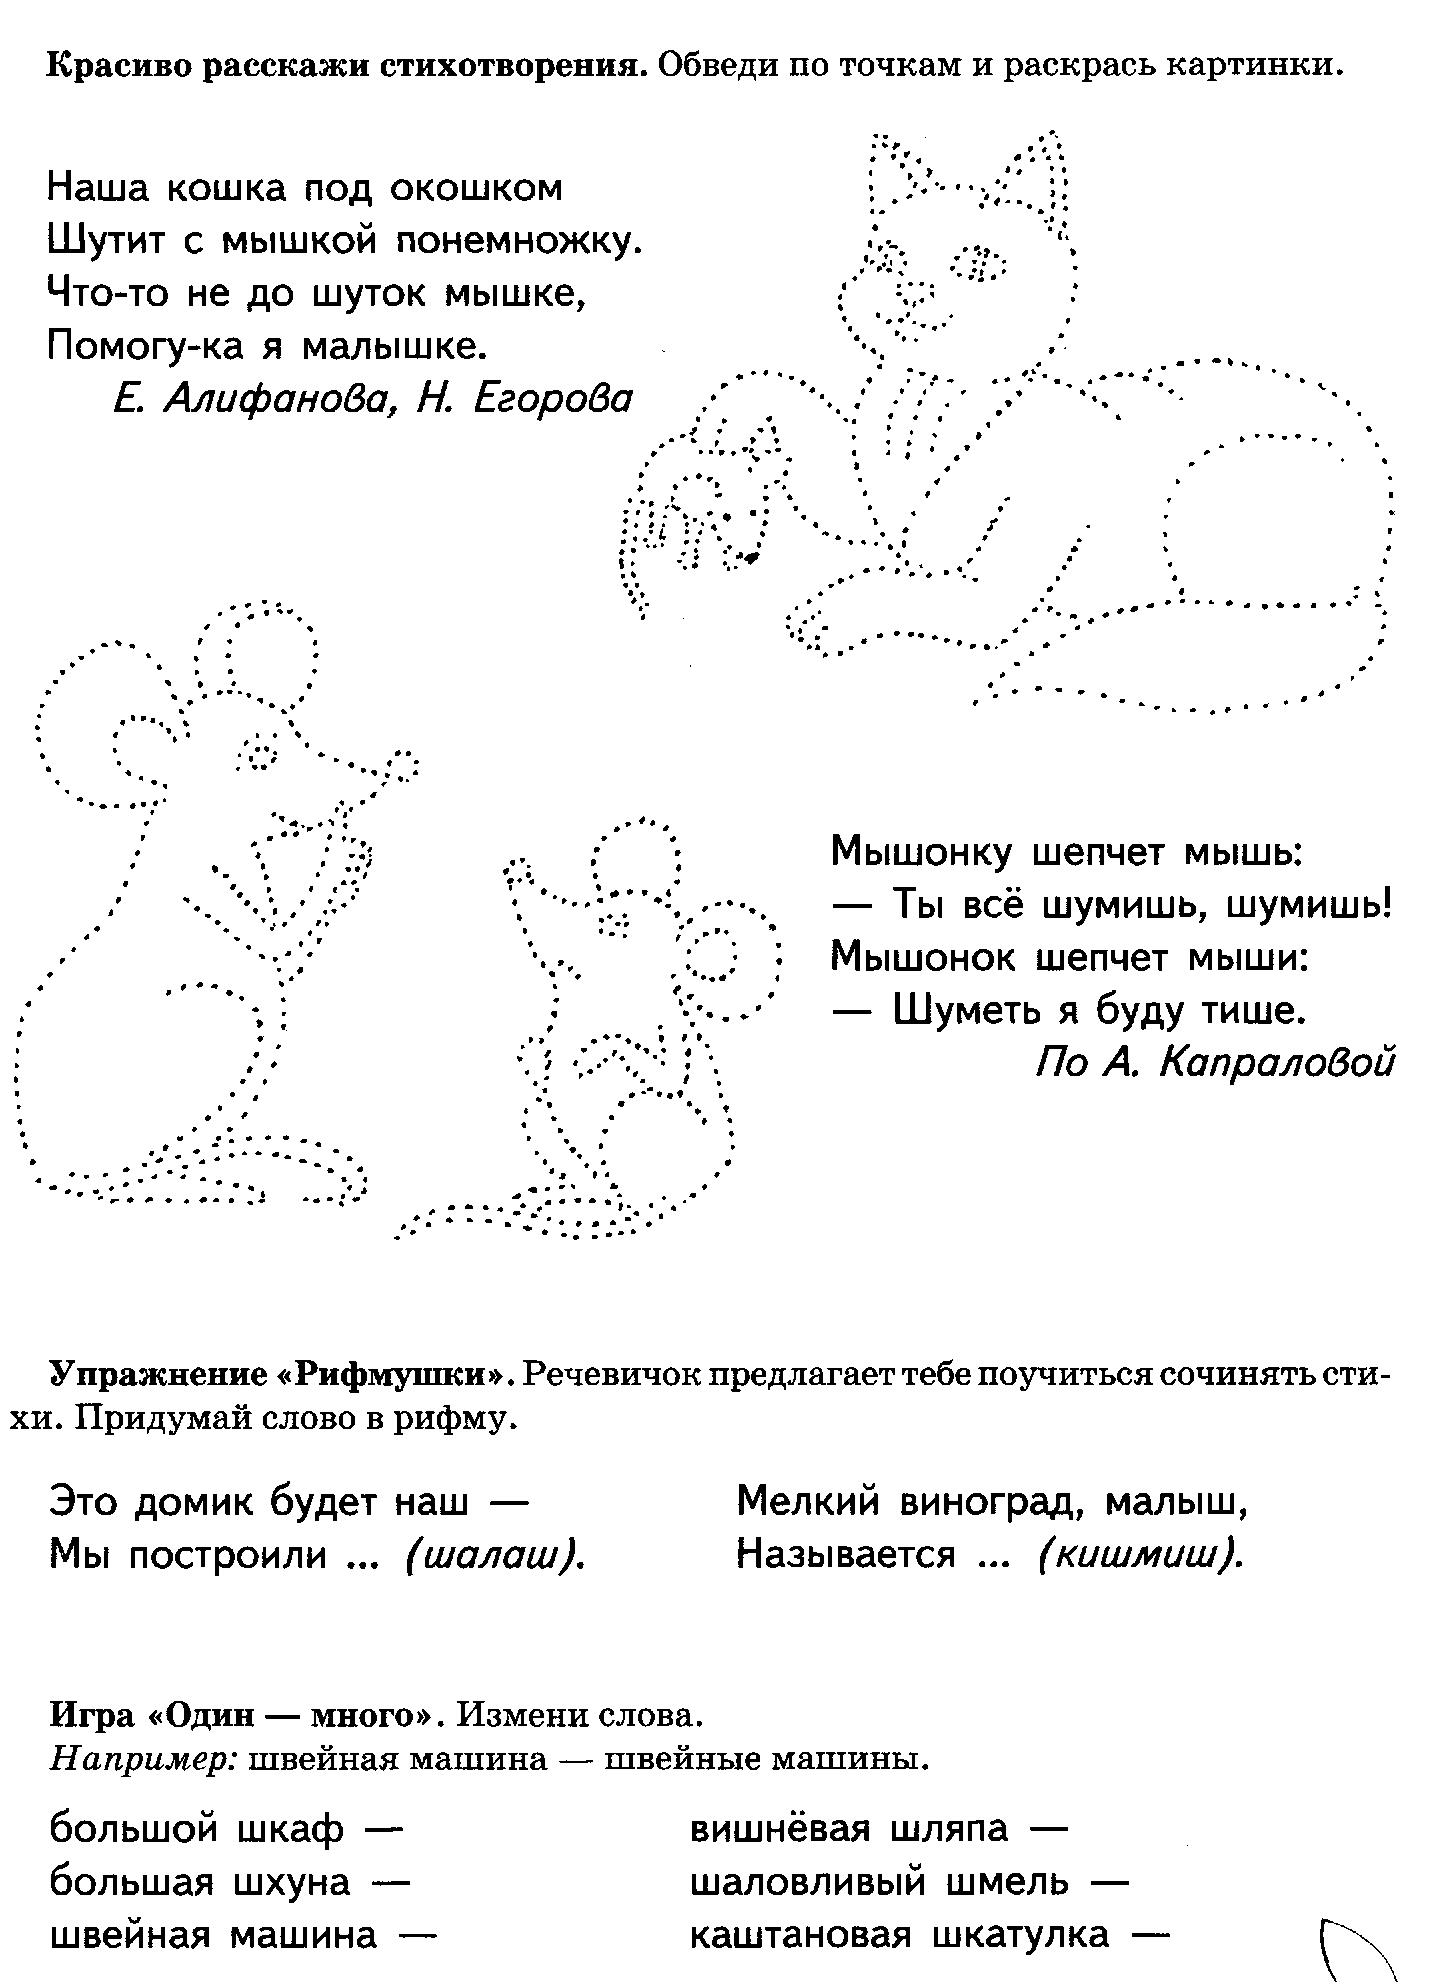 Красиво расскажи стихотворения. Обведи по точкам и раскрась картинки.
Наша кошка под окошком
Шутит с мышкой понемножку.
Что-то не до шуток мышке,
Помогу-ка я малышке.
Е. Алифанова, Н. Егорова
Мышонку шепчет мышь:
— Ты всё шумишь, шумишь!
Мышонок шепчет мыши:
— Шуметь я буду тише.
По А. Капраловой
Упражнение «Рифмушки». Речевичок предлагает тебе поучиться сочинять сти-
хи. Придумай слово в рифму.
Это домик будет наш —
Мы построили ... (шалаш).
Мелкий виноград, малыш,
Называется ... (кишмиш).
Игра «Один — много». Измени слова.
Например: швейная машина — швейные машины.
большой шкаф —
большая шхуна —
швейная машина —
вишнёвая шляпа —
шаловливый шмель —
каштановая шкатулка —